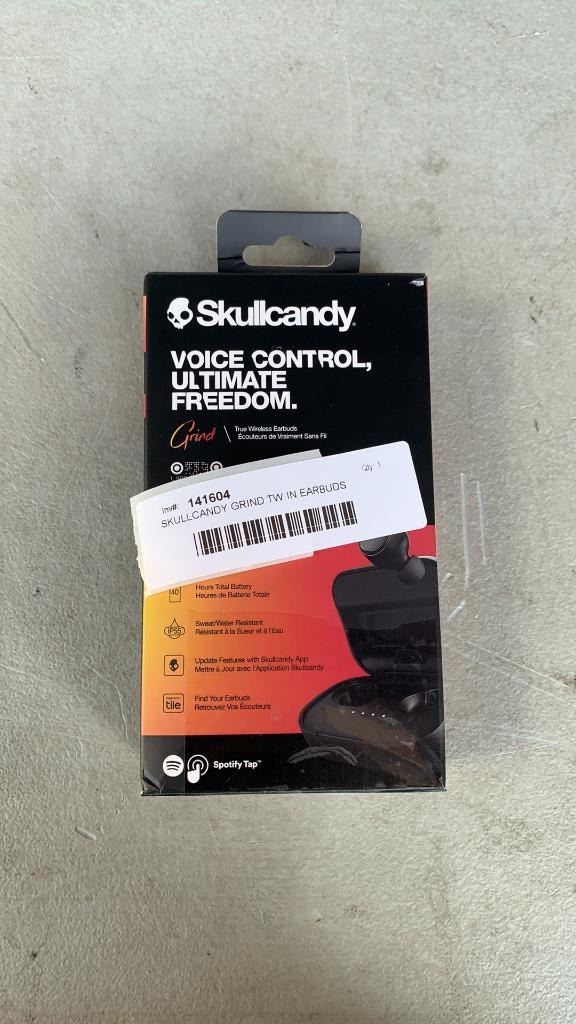 Skullcandy
VOICE CONTROL,
ULTIMATE
FREEDOM.
Grind
True Wireless Earbuds
Écouteurs de Vraiment Sans Fil
Inv#: 141604
Qty: 1
SKULLCANDY GRIND TW IN EARBUDS
40
Hours Total Battery
Heures de Batterie Totale
IP55
Sweat/Water Resistant
Résistant à la Sueur et à l'Eau
Update Features with Skullcandy App
Mettre à Jour avec l'Application Skullcandy
tile
Find Your Earbuds
Retrouvez Vos Écouteurs
Spotify Tap™